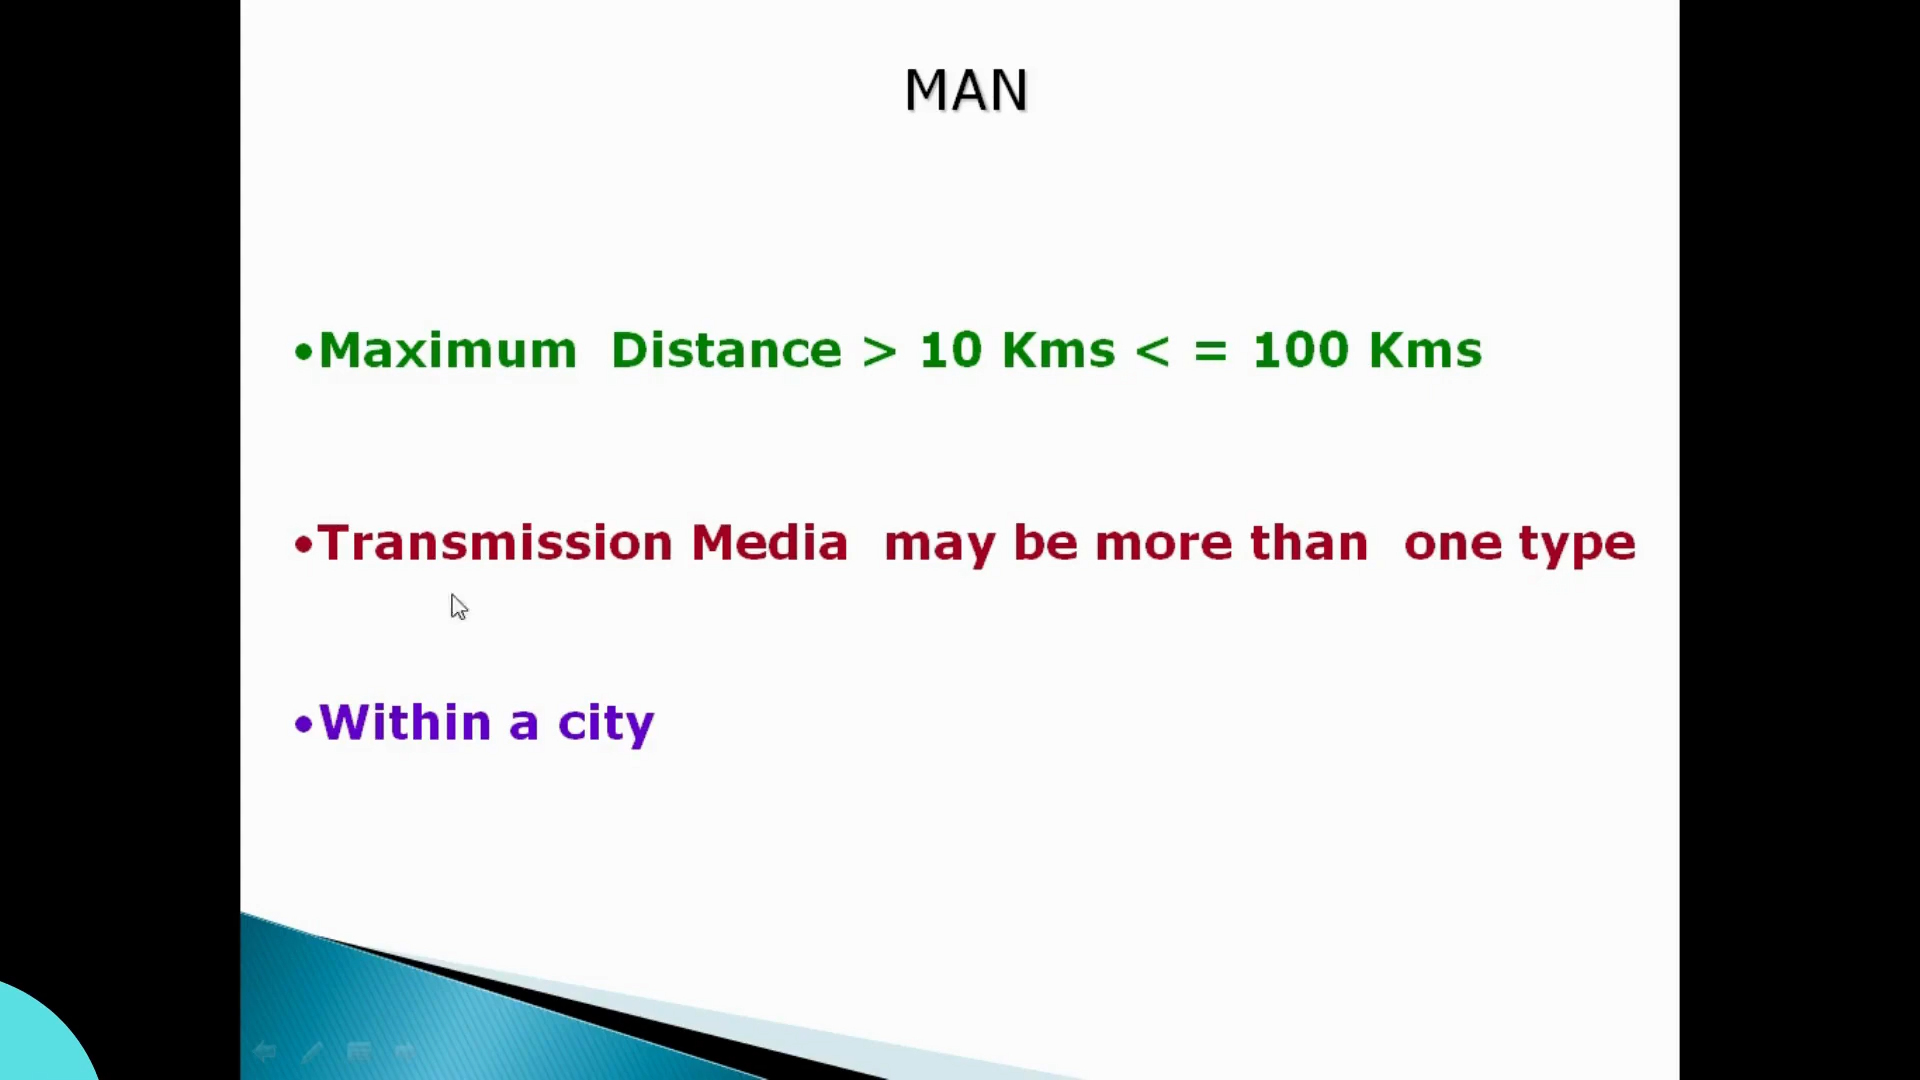 MAN
•Maximum Distance > 10 Kms < = 100 Kms
•Transmission Media may be more than one type
•Within a city